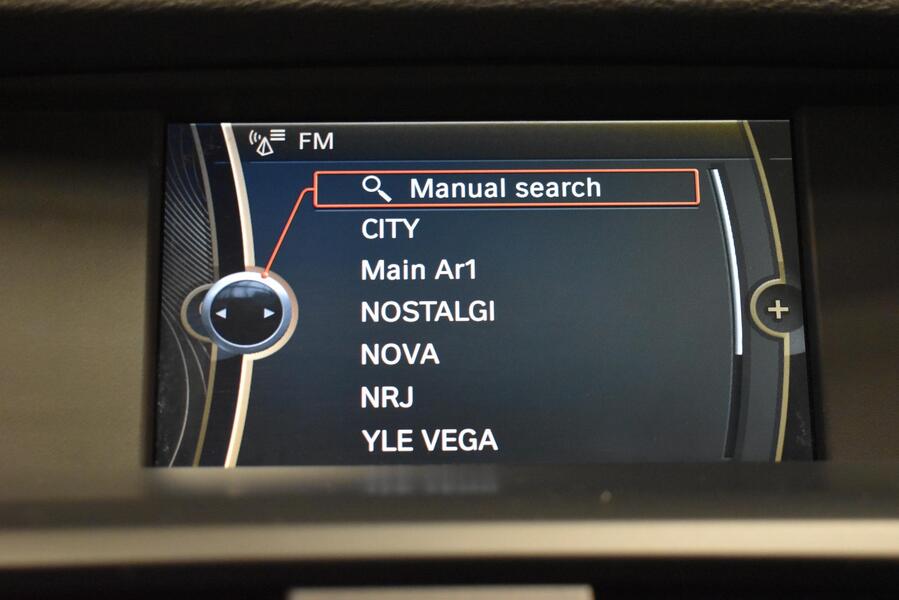 FM
Manual search
CITY
Main Ar1
NOSTALGI
NOVA
NRJ
YLE VEGA